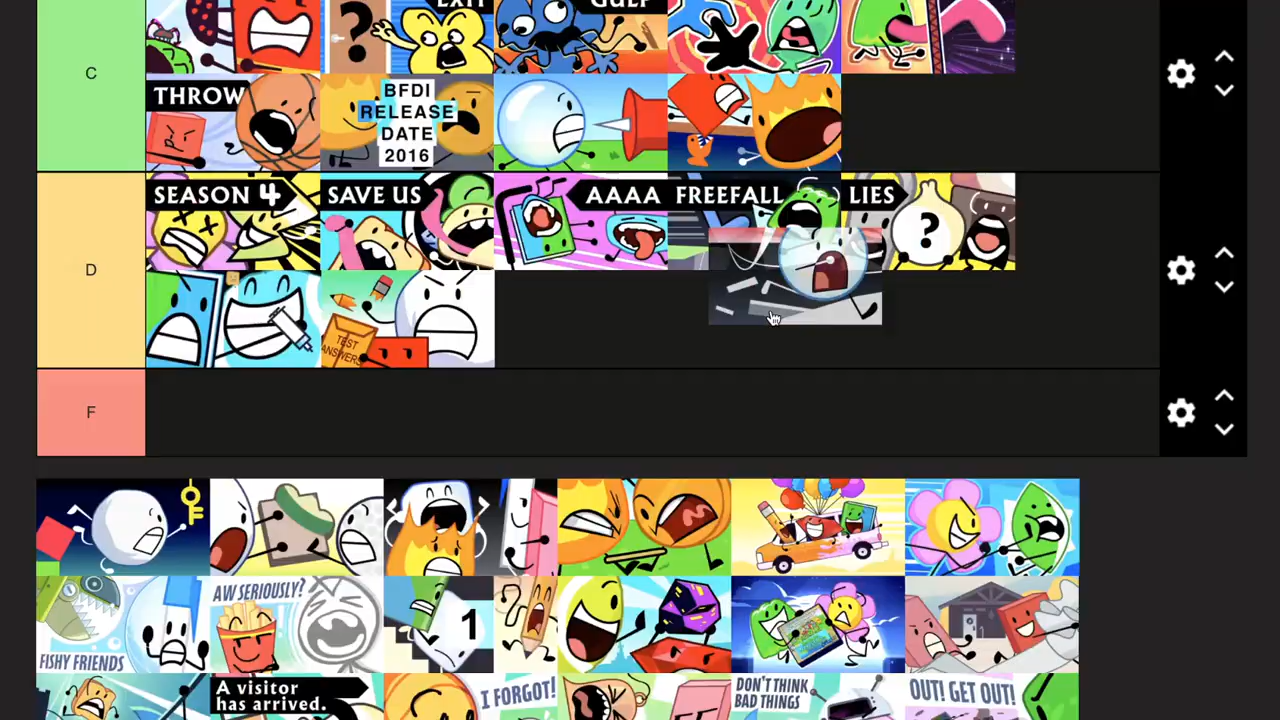 EXIT
GULP
C
?
THROW
BFDI
RELEASE
DATE
2016
SEASON 4
SAVE US
AAAA
FREEFALL
LIES
?
D
TEST
ANSWERS
F
AW SERIOUSLY?
1
FISHY FRIENDS
A visitor
has arrived.
I FORGOT!
DON'T THINK
BAD THINGS
OUT! GET OUT!